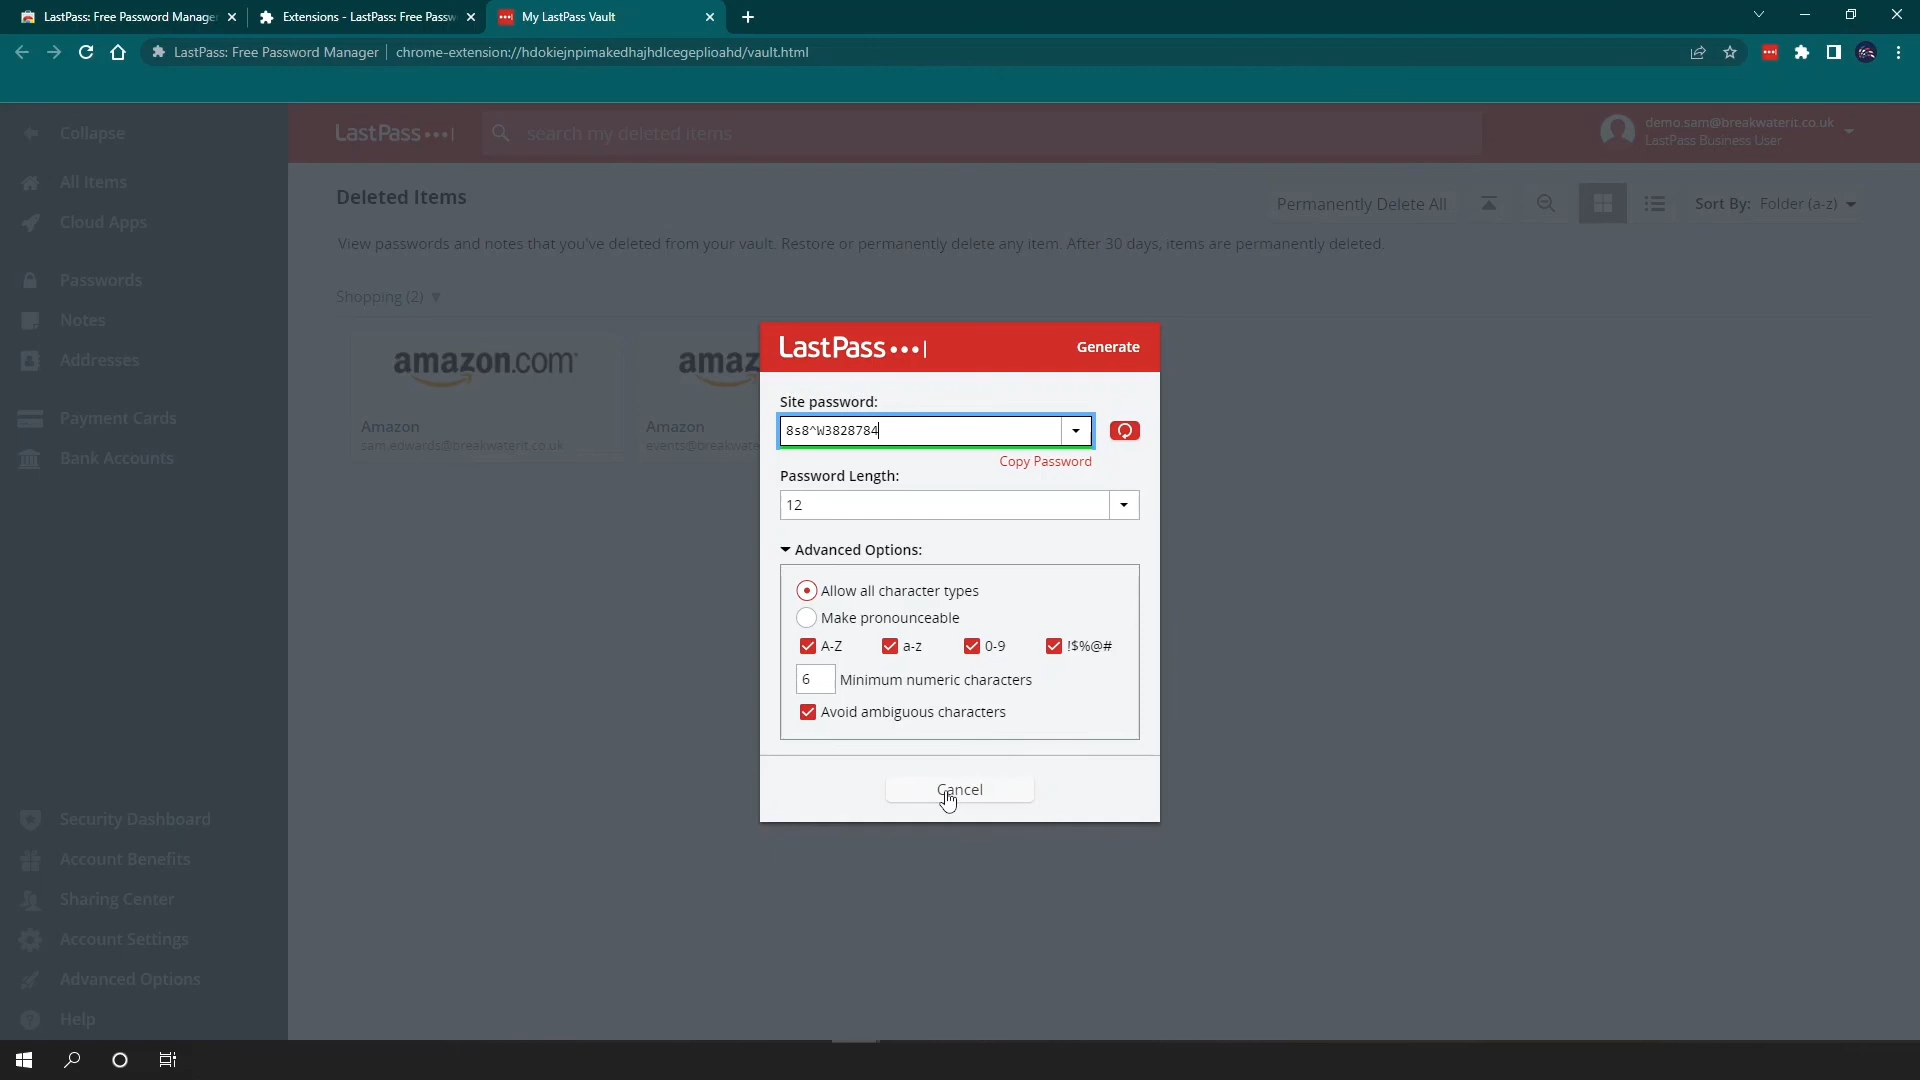 LastPass: Free Password Manager
Extensions - LastPass: Free Passw
My LastPass Vault
LastPass: Free Password Manager
chrome-extension://hdokiejnpimakedhajhdlcegeplioahd/vault.html
Collapse
LastPass
search my deleted items
demo.sam@breakwaterit.co.uk
LastPass Business User
All Items
Cloud Apps
Passwords
Notes
Addresses
Payment Cards
Bank Accounts
Security Dashboard
Account Benefits
Sharing Center
Account Settings
Advanced Options
Help
Deleted Items
Permanently Delete All
Sort By: Folder (a-z)
View passwords and notes that you've deleted from your vault. Restore or permanently delete any item. After 30 days, items are permanently deleted.
Shopping (2)
amazon.com
Amazon
sam.edwards@breakwaterit.co.uk
amaz
Amazon
events@breakwate
LastPass
Generate
Site password:
8s8^W3828784
Copy Password
Password Length:
12
Advanced Options:
Allow all character types
Make pronounceable
A-Z
a-z
0-9
!$%@#
6 Minimum numeric characters
Avoid ambiguous characters
Cancel